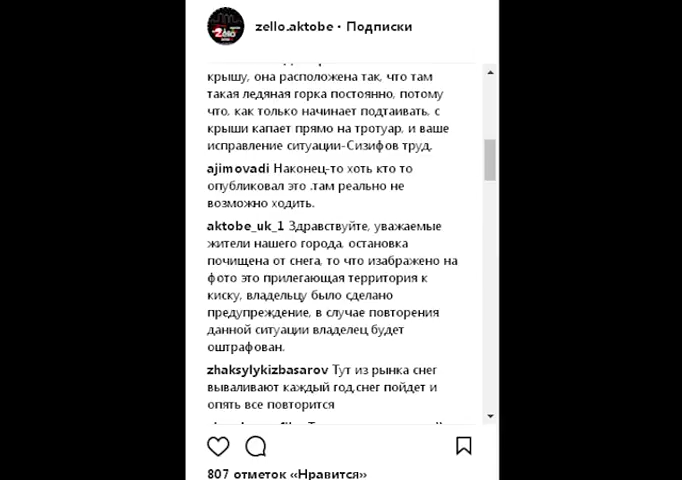 zello.aktobe • Подписки
крышу, она расположена так, что там
такая ледяная горка постоянно, потому
что, как только начинает подтаивать, с
крыши капает прямо на тротуар, и ваше
исправление ситуации-Сизифов труд.
ajimovadi Наконец-то хоть кто то
опубликовал это .там реально не
возможно ходить.
aktobe_uk_1 Здравствуйте, уважаемые
жители нашего города, остановка
почищена от снега, то что изабражено на
фото это прилегающая территория к
киску, владельцу было сделано
предупреждение, в случае повторения
данной ситуации владелец будет
оштрафован.
zhaksylykizbasarov Тут из рынка снег
вываливают каждый год,снег пойдет и
опять все повторится
807 отметок «Нравится»